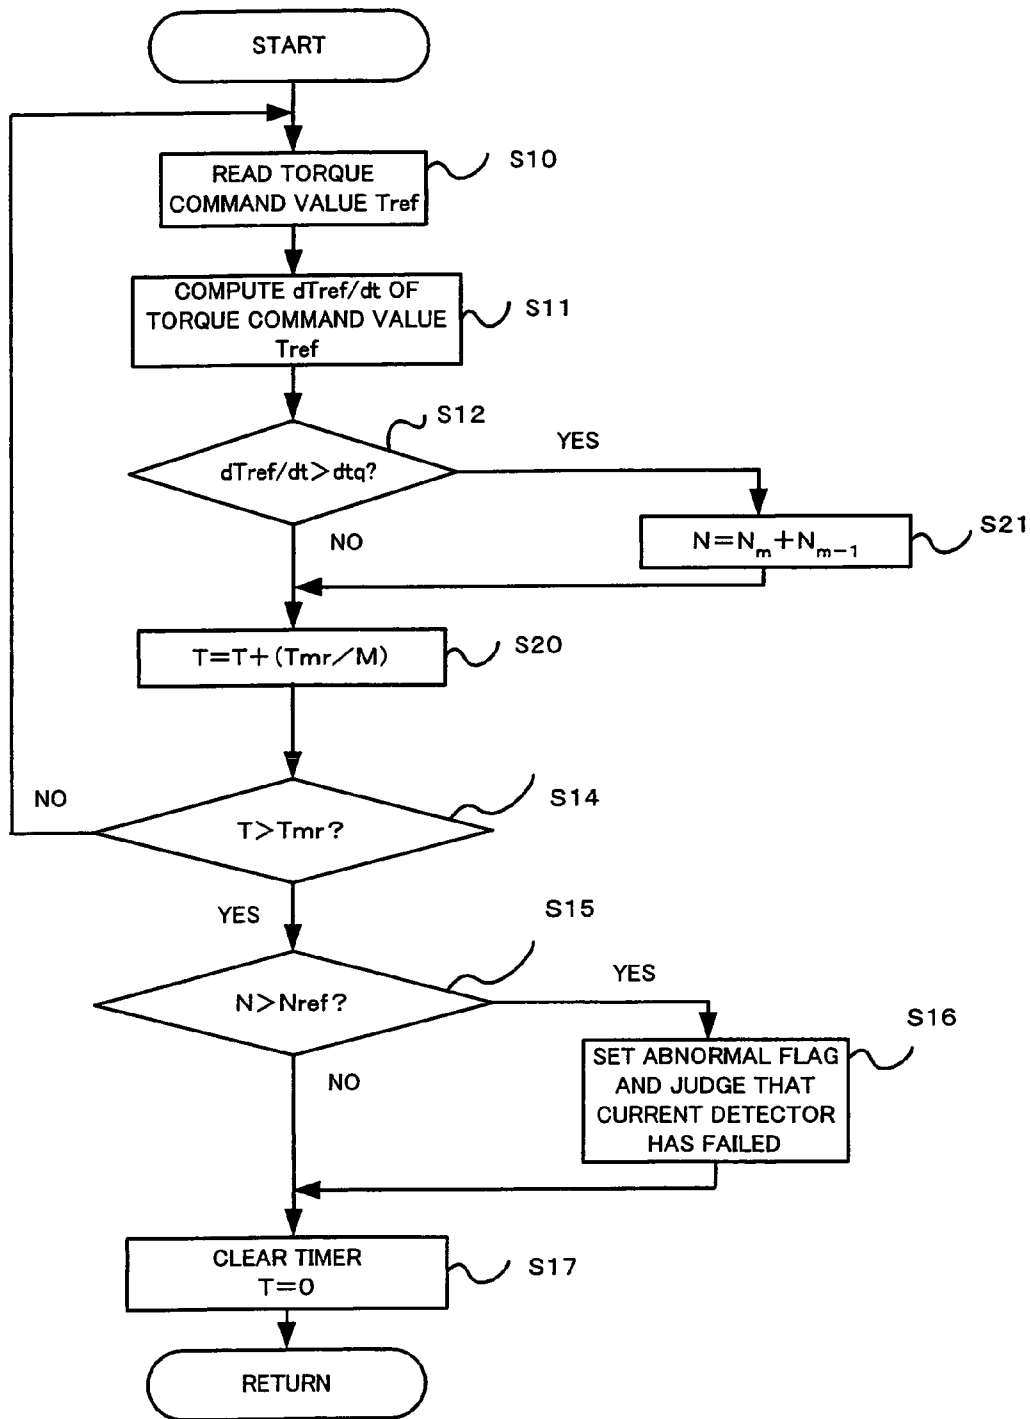 START
READ TORQUE
COMMAND VALUE Tref
S10
COMPUTE dTref/dt OF
TORQUE COMMAND VALUE
Tref
S11
S12
dTref/dt>dtq?
YES
NO
N=Nm+Nm-1
S21
T=T+(Tmr/M)
S20
T>Tmr?
S14
NO
YES
N>Nref?
S15
YES
NO
SET ABNORMAL FLAG
AND JUDGE THAT
CURRENT DETECTOR
HAS FAILED
S16
CLEAR TIMER
T=0
S17
RETURN